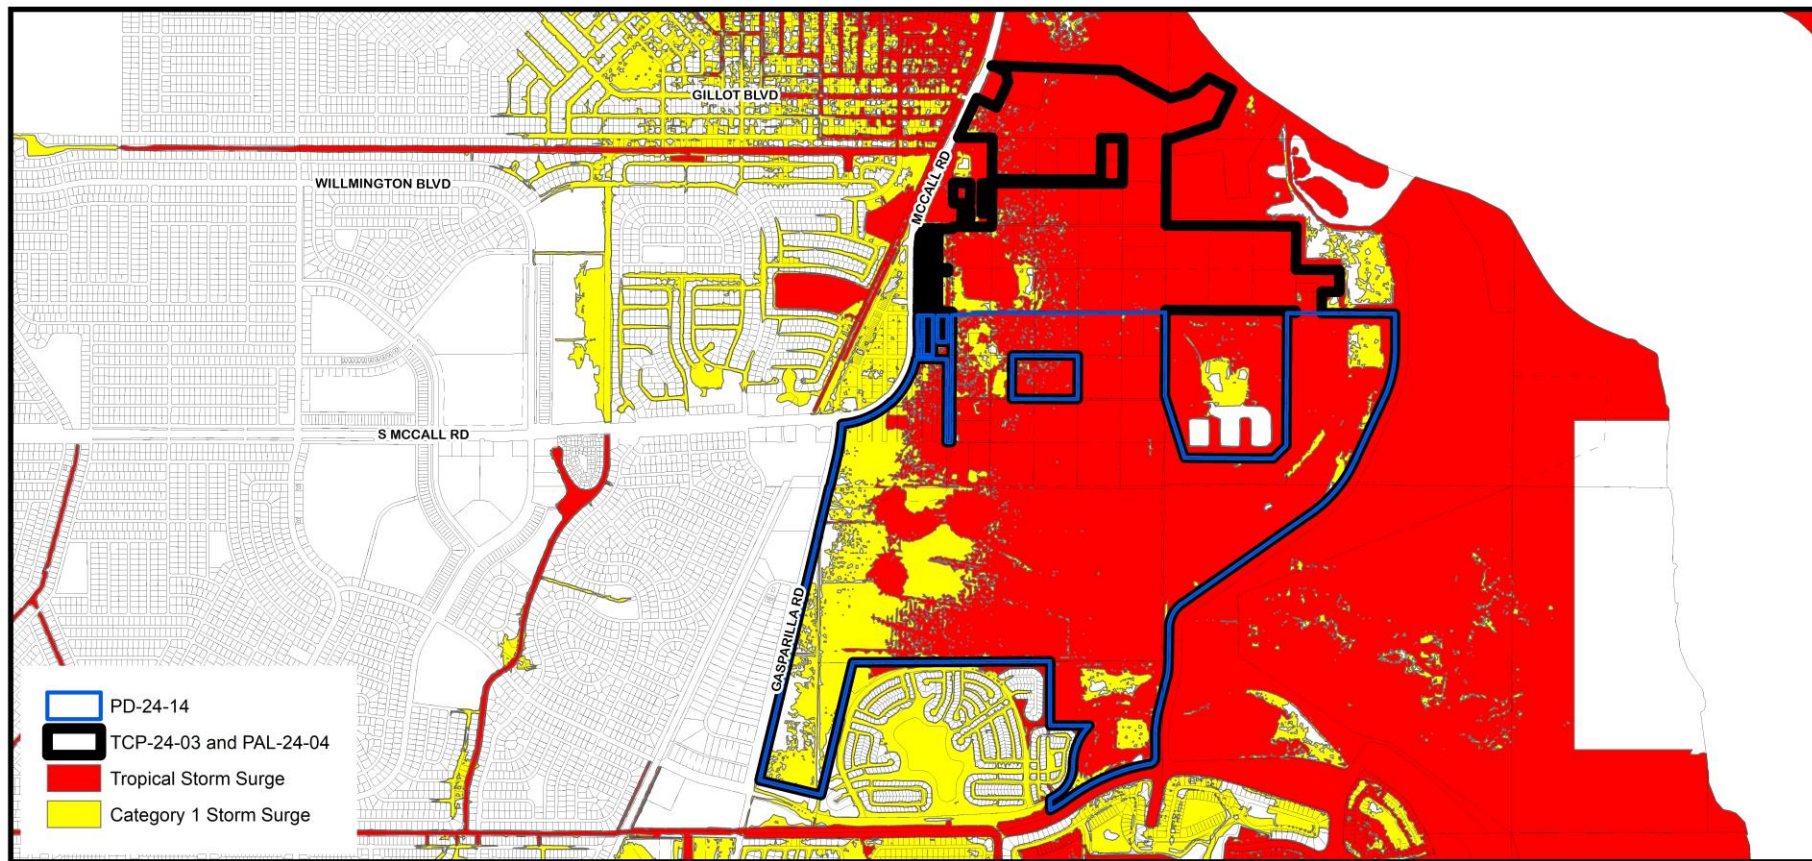 GILLOT BLVD
WILLMINGTON BLVD
MCCALL RD
S MCCALL RD
GASPARILLA RD
PD-24-14
TCP-24-03 and PAL-24-04
Tropical Storm Surge
Category 1 Storm Surge